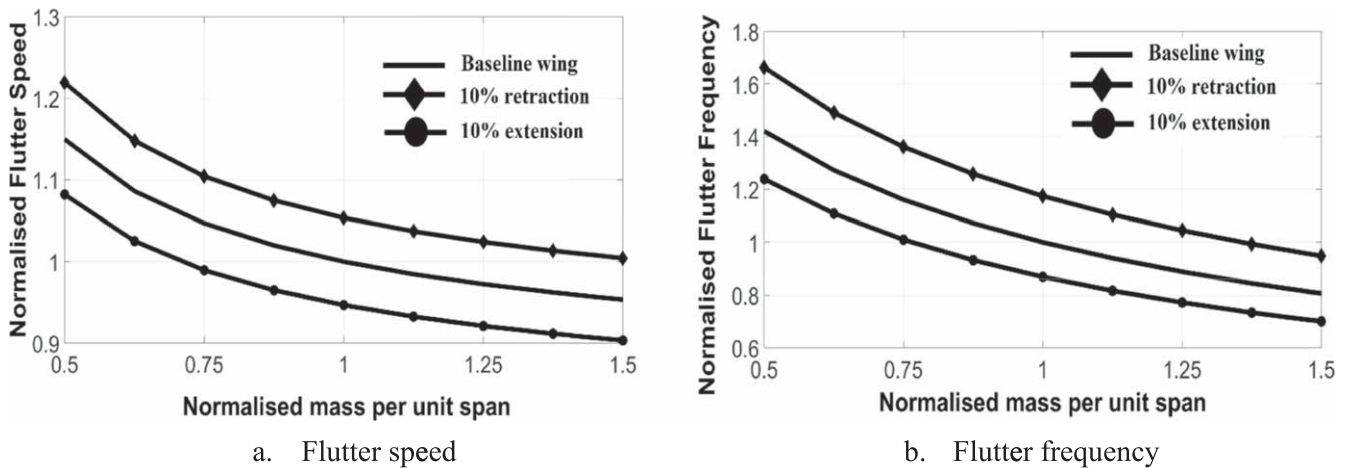 Normalised Flutter Speed
1.3
1.2
1.1
1
0.9
0.5
0.75
1
1.25
1.5
Baseline wing
10% retraction
10% extension
Normalised mass per unit span
a. Flutter speed
Normalised Flutter Frequency
1.8
1.6
1.4
1.2
1
0.8
0.6
0.5
0.75
1
1.25
1.5
Baseline wing
10% retraction
10% extension
Normalised mass per unit span
b. Flutter frequency